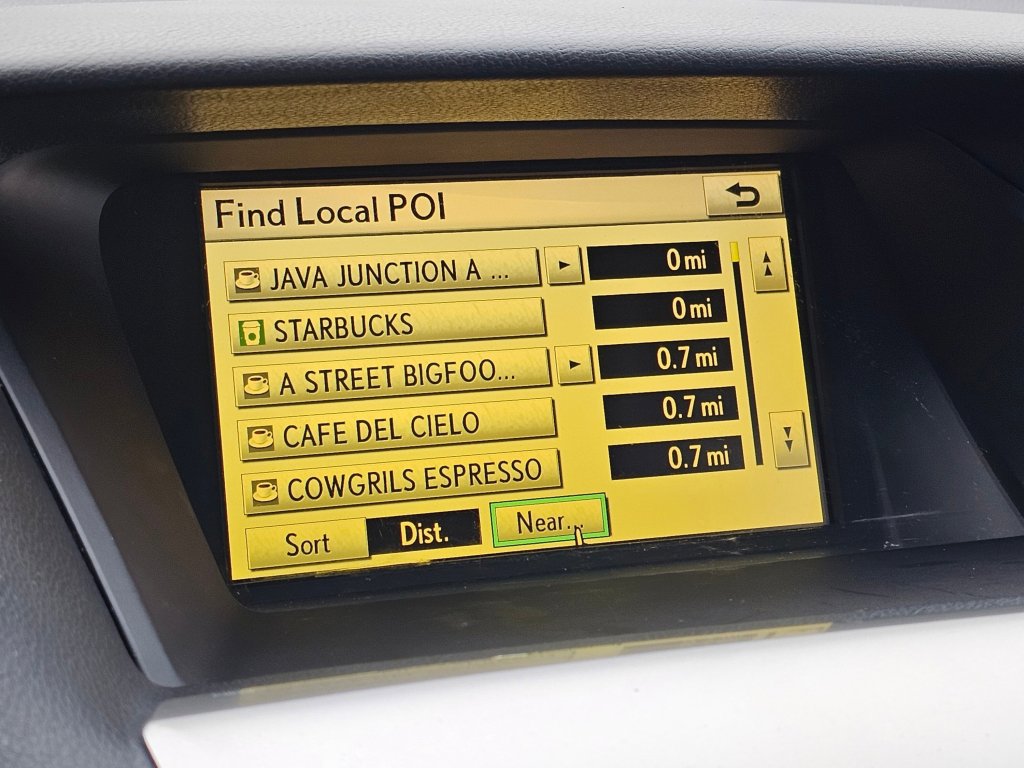 Find Local POI
JAVA JUNCTION A ... 0 mi
STARBUCKS 0 mi
A STREET BIGFOO... 0.7 mi
CAFE DEL CIELO 0.7 mi
COWGRILS ESPRESSO 0.7 mi
Sort Dist. Near...